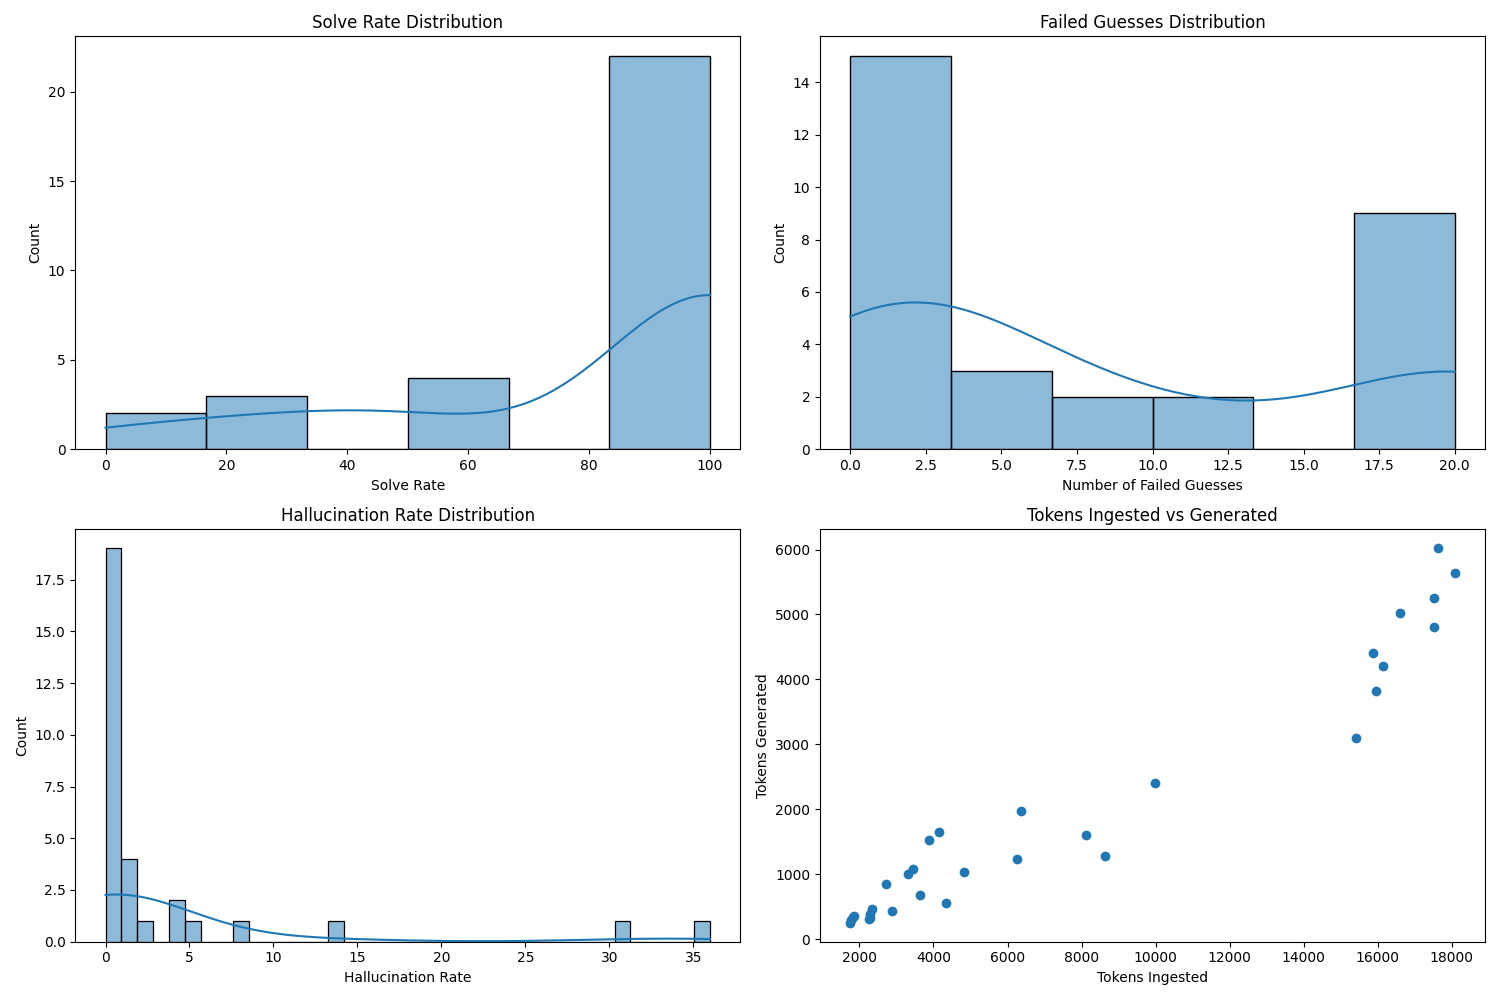 Solve Rate Distribution
Count
20
15
10
5
0
0 20 40 60 80 100
Solve Rate
Failed Guesses Distribution
Count
14
12
10
8
6
4
2
0
0.0 2.5 5.0 7.5 10.0 12.5 15.0 17.5 20.0
Number of Failed Guesses
Hallucination Rate Distribution
Count
17.5
15.0
12.5
10.0
7.5
5.0
2.5
0.0
0 5 10 15 20 25 30 35
Hallucination Rate
Tokens Ingested vs Generated
Tokens Generated
6000
5000
4000
3000
2000
1000
0
2000 4000 6000 8000 10000 12000 14000 16000 18000
Tokens Ingested